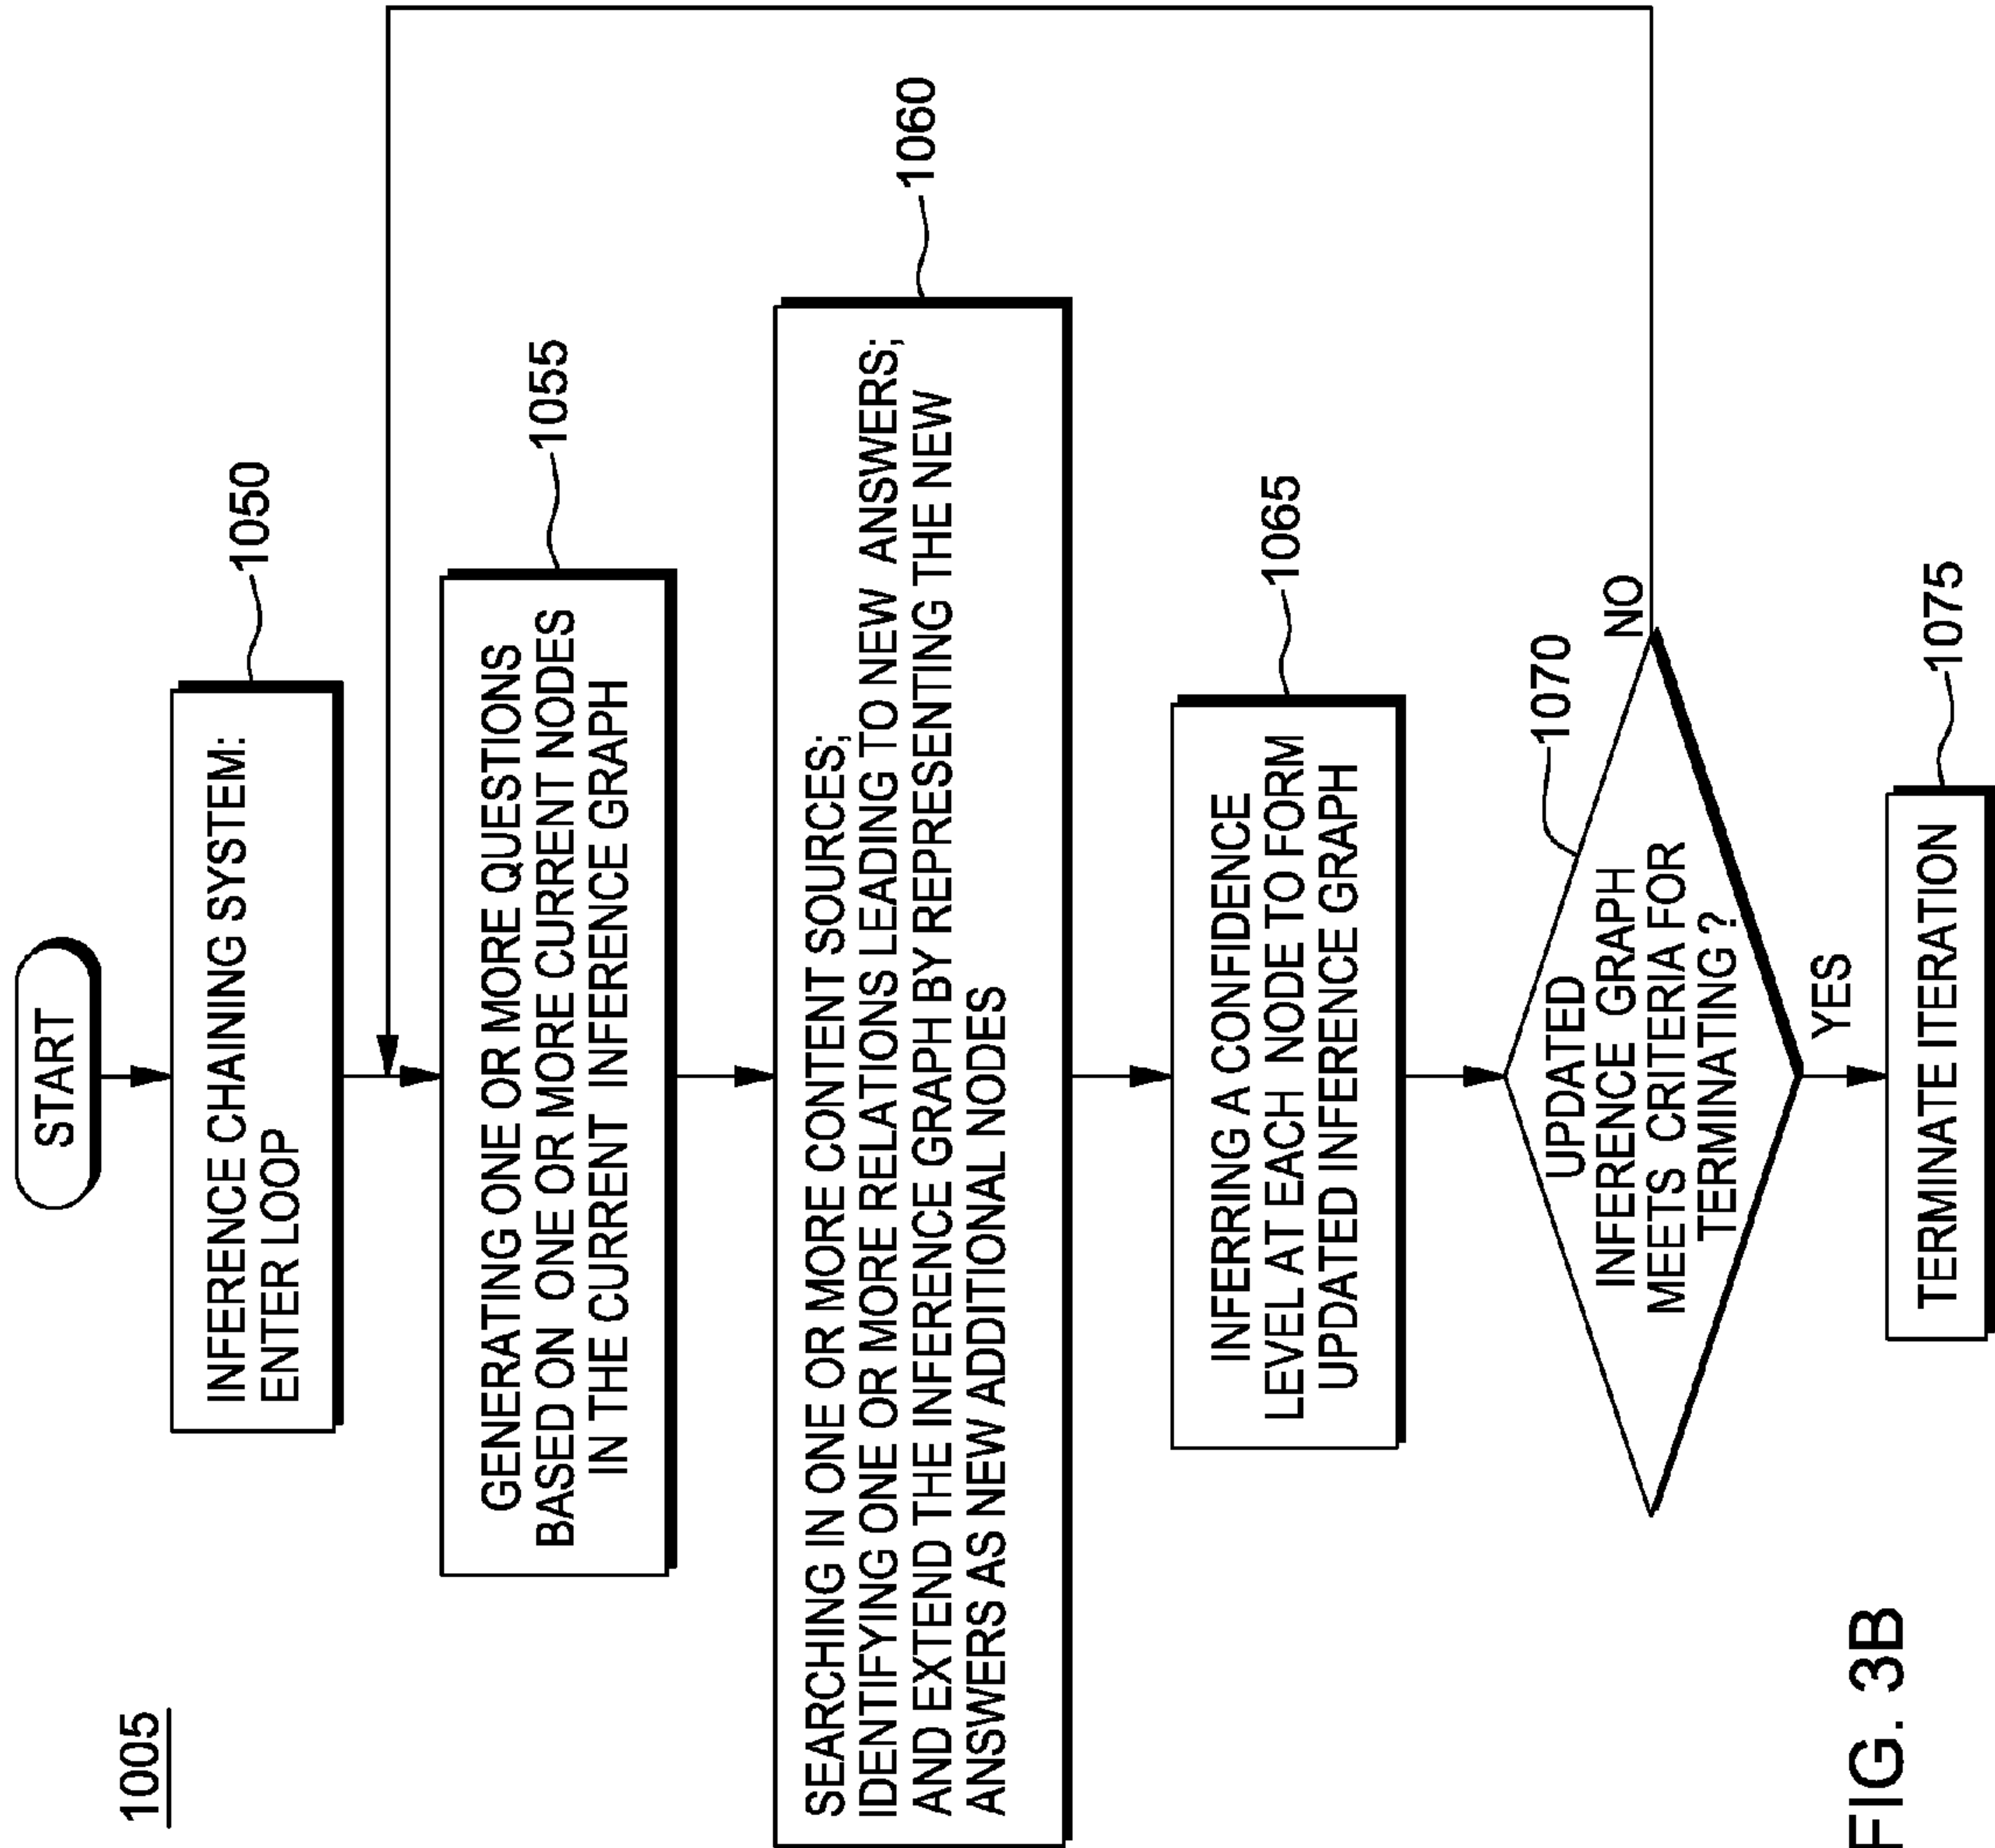 1005
START
INFERENCE CHAINING SYSTEM:
ENTER LOOP
1050
GENERATING ONE OR MORE QUESTIONS
BASED ON ONE OR MORE CURRENT NODES
IN THE CURRENT INFERENCE GRAPH
1055
SEARCHING IN ONE OR MORE CONTENT SOURCES;
IDENTIFYING ONE OR MORE RELATIONS LEADING TO NEW ANSWERS;
AND EXTEND THE INFERENCE GRAPH BY REPRESENTING THE NEW
ANSWERS AS NEW ADDITIONAL NODES
1060
INFERRING A CONFIDENCE
LEVEL AT EACH NODE TO FORM
UPDATED INFERENCE GRAPH
1065
UPDATED
INFERENCE GRAPH
MEETS CRITERIA FOR
TERMINATING ?
1070
NO
YES
TERMINATE ITERATION
1075
FIG. 3B